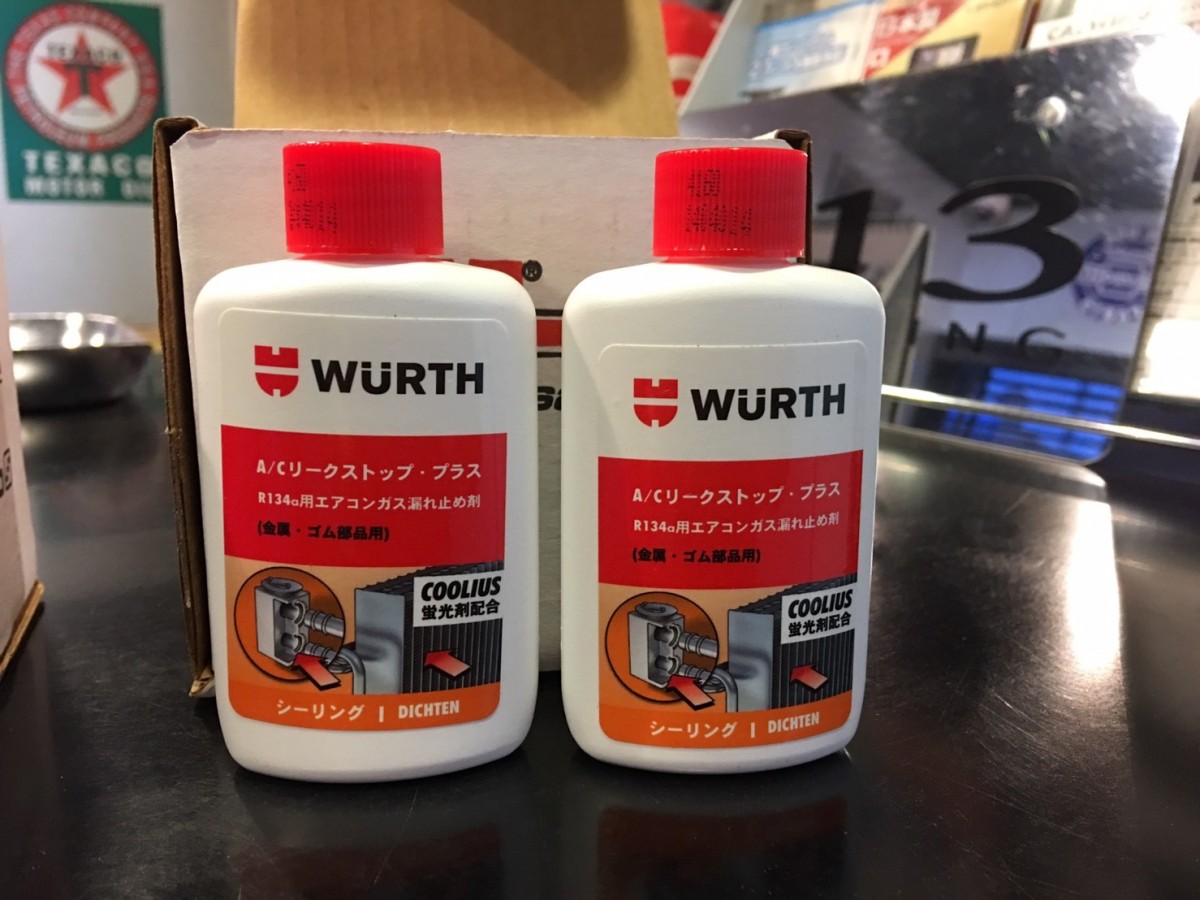 TEXACO
T
TEXACO
MOTOR OIL
日本製
®
13
NG
WÜRTH
A/Cリークストップ・プラス
R134a用エアコンガス漏れ止め剤
(金属・ゴム部品用)
COOLIUS
蛍光剤配合
シーリング | DICHTEN
WÜRTH
A/Cリークストップ・プラス
R134a用エアコンガス漏れ止め剤
(金属・ゴム部品用)
COOLIUS
蛍光剤配合
シーリング | DICHTEN